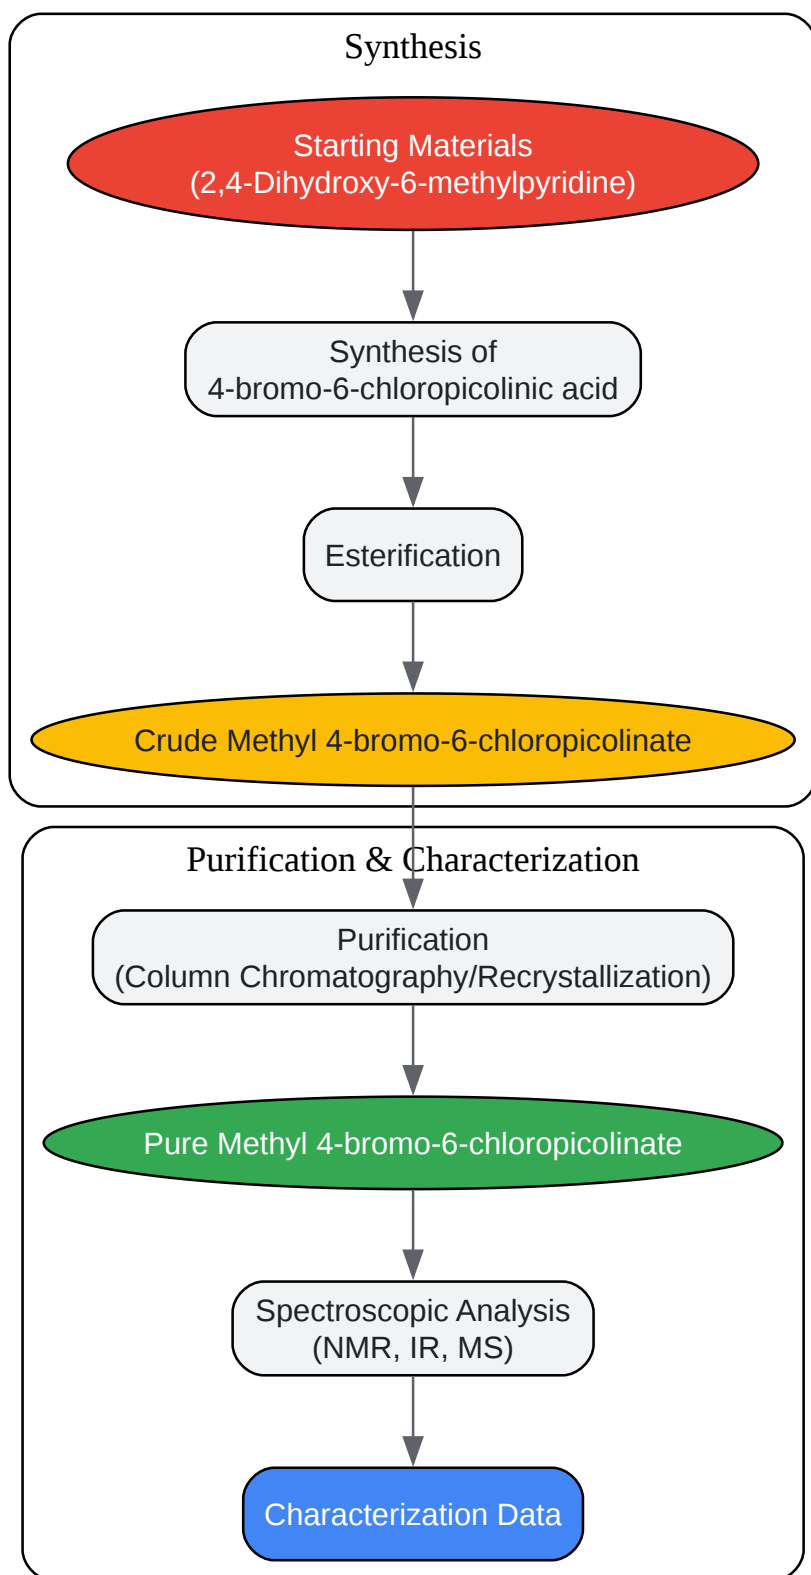 Synthesis
Starting Materials
(2,4-Dihydroxy-6-methylpyridine)
Synthesis of
4-bromo-6-chloropicolinic acid
Esterification
Crude Methyl 4-bromo-6-chloropicolinate
Purification & Characterization
Purification
(Column Chromatography/Recrystallization)
Pure Methyl 4-bromo-6-chloropicolinate
Spectroscopic Analysis
(NMR, IR, MS)
Characterization Data